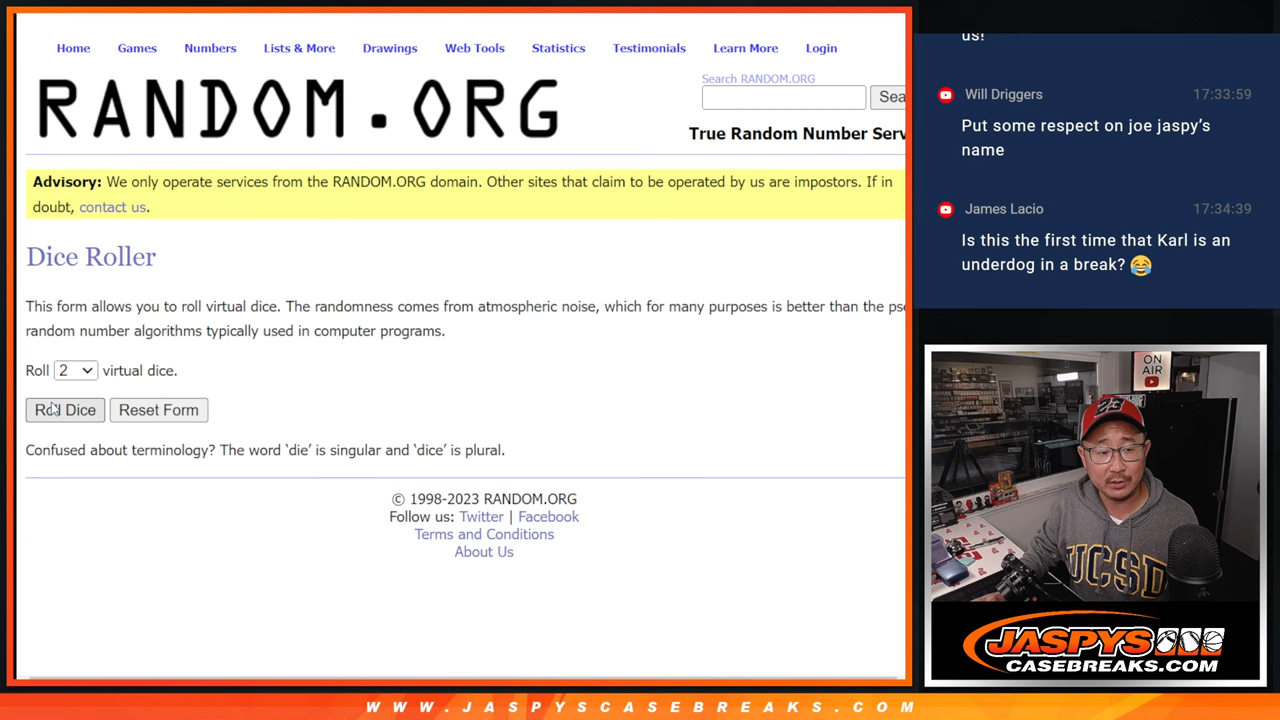 Home Games Numbers Lists & More Drawings Web Tools Statistics Testimonials Learn More Login
RANDOM.ORG
Search RANDOM.ORG
Sea
True Random Number Serv
Advisory: We only operate services from the RANDOM.ORG domain. Other sites that claim to be operated by us are impostors. If in
doubt, contact us.
Dice Roller
This form allows you to roll virtual dice. The randomness comes from atmospheric noise, which for many purposes is better than the pse
random number algorithms typically used in computer programs.
Roll 2 virtual dice.
Roll Dice Reset Form
Confused about terminology? The word ‘die’ is singular and ‘dice’ is plural.
© 1998-2023 RANDOM.ORG
Follow us: Twitter | Facebook
Terms and Conditions
About Us
us!
Will Driggers 17:33:59
Put some respect on joe jaspy’s
name
James Lacio 17:34:39
Is this the first time that Karl is an
underdog in a break? 😂
ON
AIR
23
UCSD
JASPYS
CASEBREAKS.COM
WWW.JASPYSCASEBREAKS.COM